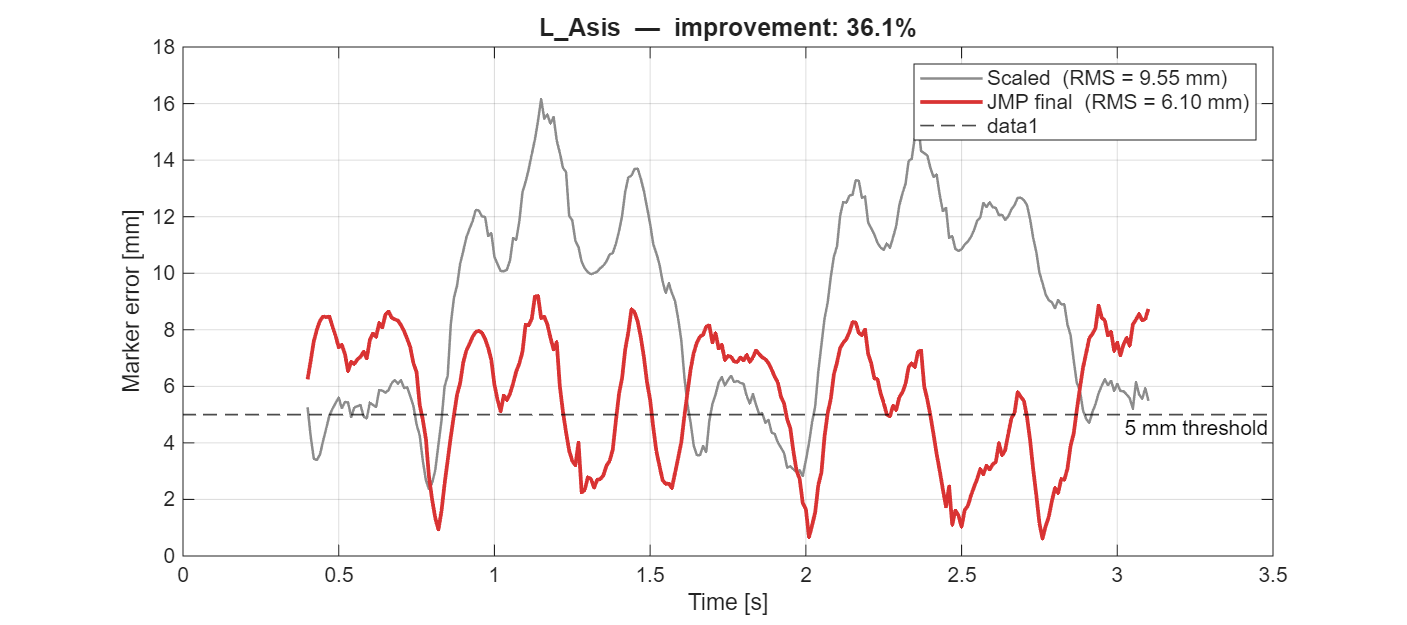 L_Asis — improvement: 36.1%
Marker error [mm]
18
16
14
12
10
8
6
4
2
0
Scaled (RMS = 9.55 mm)
JMP final (RMS = 6.10 mm)
data1
5 mm threshold
0 0.5 1 1.5 2 2.5 3 3.5
Time [s]